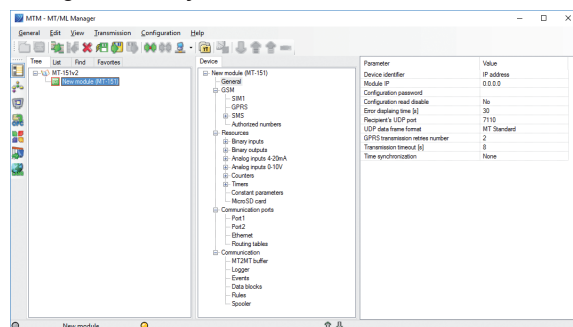 MTM - MT/ML Manager
General Edit View Transmission Configuration Help
Tree List Find Favorites
MT-151v2
New module (MT-151)
Device
New module (MT-151)
General
GSM
SIM1
GPRS
SMS
Authorized numbers
Resources
Binary inputs
Binary outputs
Analog inputs 4-20mA
Analog inputs 0-10V
Counters
Timers
Constant parameters
MicroSD card
Communication ports
Port1
Port2
Ethernet
Routing tables
Communication
MT2MT buffer
Logger
Events
Data blocks
Rules
Spooler
Parameter Value
Device identifier IP address
Module IP 0.0.0.0
Configuration password
Configuration read disable No
Error displaing time [s] 30
Recipient's UDP port 7110
UDP data frame format MT Standard
GPRS transmission retries number 2
Transmission timeout [s] 8
Time synchronization None
New module